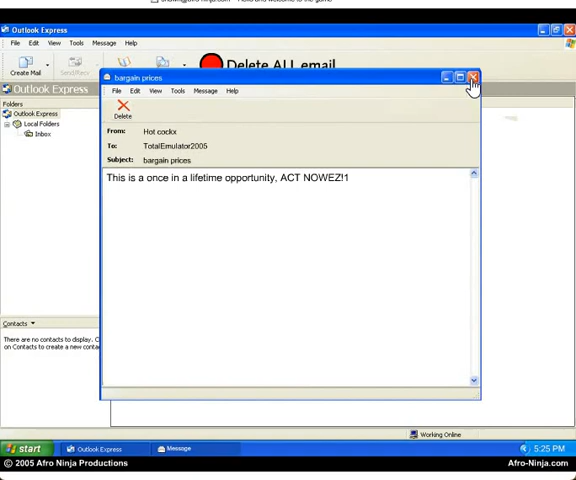 Outlook Express
File Edit View Tools Message Help
Create Mail
Send/Recv
Delete ALL email
Outlook Express
Folders
Outlook Express
Local Folders
Inbox
bargain prices
File Edit View Tools Message Help
Delete
From: Hot cockx
To: TotalEmulator2005
Subject: bargain prices
This is a once in a lifetime opportunity, ACT NOWEZ!1
Contacts
There are no contacts to display. C
on Contacts to create a new conta
Working Online
start Outlook Express Message 5:25 PM
© 2005 Afro Ninja Productions Afro-Ninja.com